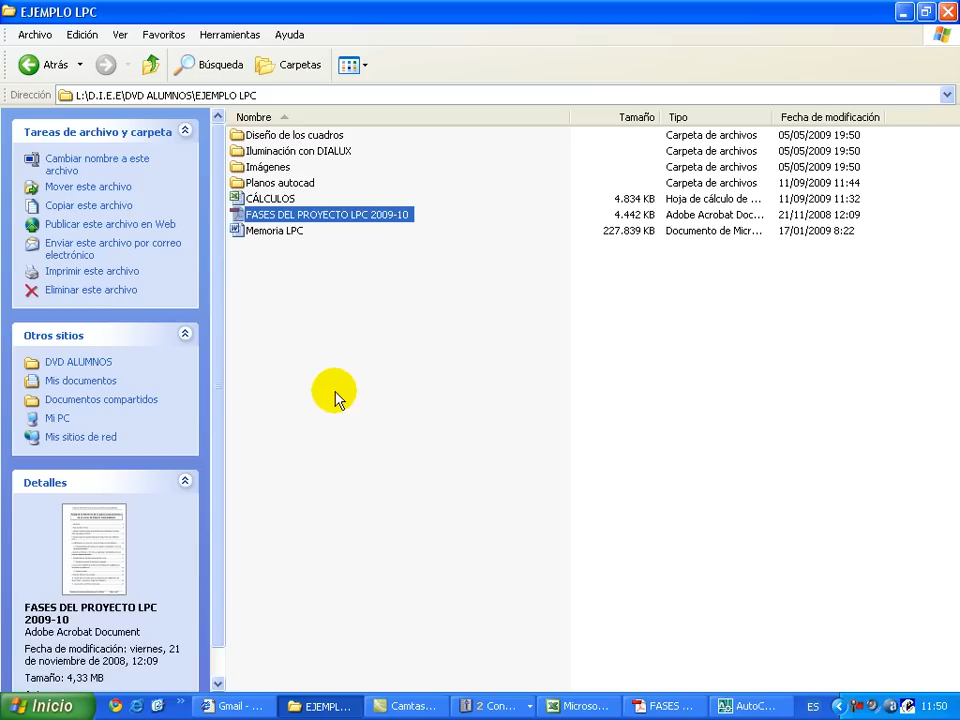 EJEMPLO LPC
Archivo Edición Ver Favoritos Herramientas Ayuda
Atrás Búsqueda Carpetas
Dirección L:\D.I.E.E\DVD ALUMNOS\EJEMPLO LPC
Tareas de archivo y carpeta
Cambiar nombre a este
archivo
Mover este archivo
Copiar este archivo
Publicar este archivo en Web
Enviar este archivo por correo
electrónico
Imprimir este archivo
Eliminar este archivo
Otros sitios
DVD ALUMNOS
Mis documentos
Documentos compartidos
Mi PC
Mis sitios de red
Detalles
FASES DEL PROYECTO LPC
2009-10
Adobe Acrobat Document
Fecha de modificación: viernes, 21
de noviembre de 2008, 12:09
Tamaño: 4,33 MB
Nombre Tamaño Tipo Fecha de modificación
Diseño de los cuadros Carpeta de archivos 05/05/2009 19:50
Iluminación con DIALUX Carpeta de archivos 05/05/2009 19:50
Imágenes Carpeta de archivos 05/05/2009 19:50
Planos autocad Carpeta de archivos 11/09/2009 11:44
CÁLCULOS 4.834 KB Hoja de cálculo de ... 11/09/2009 11:32
FASES DEL PROYECTO LPC 2009-10 4.442 KB Adobe Acrobat Doc... 21/11/2008 12:09
Memoria LPC 227.839 KB Documento de Micr... 17/01/2009 8:22
Inicio Gmail - ... EJEMPL... Camtas... 2 Con... Microso... FASES ... AutoC... ES 11:50